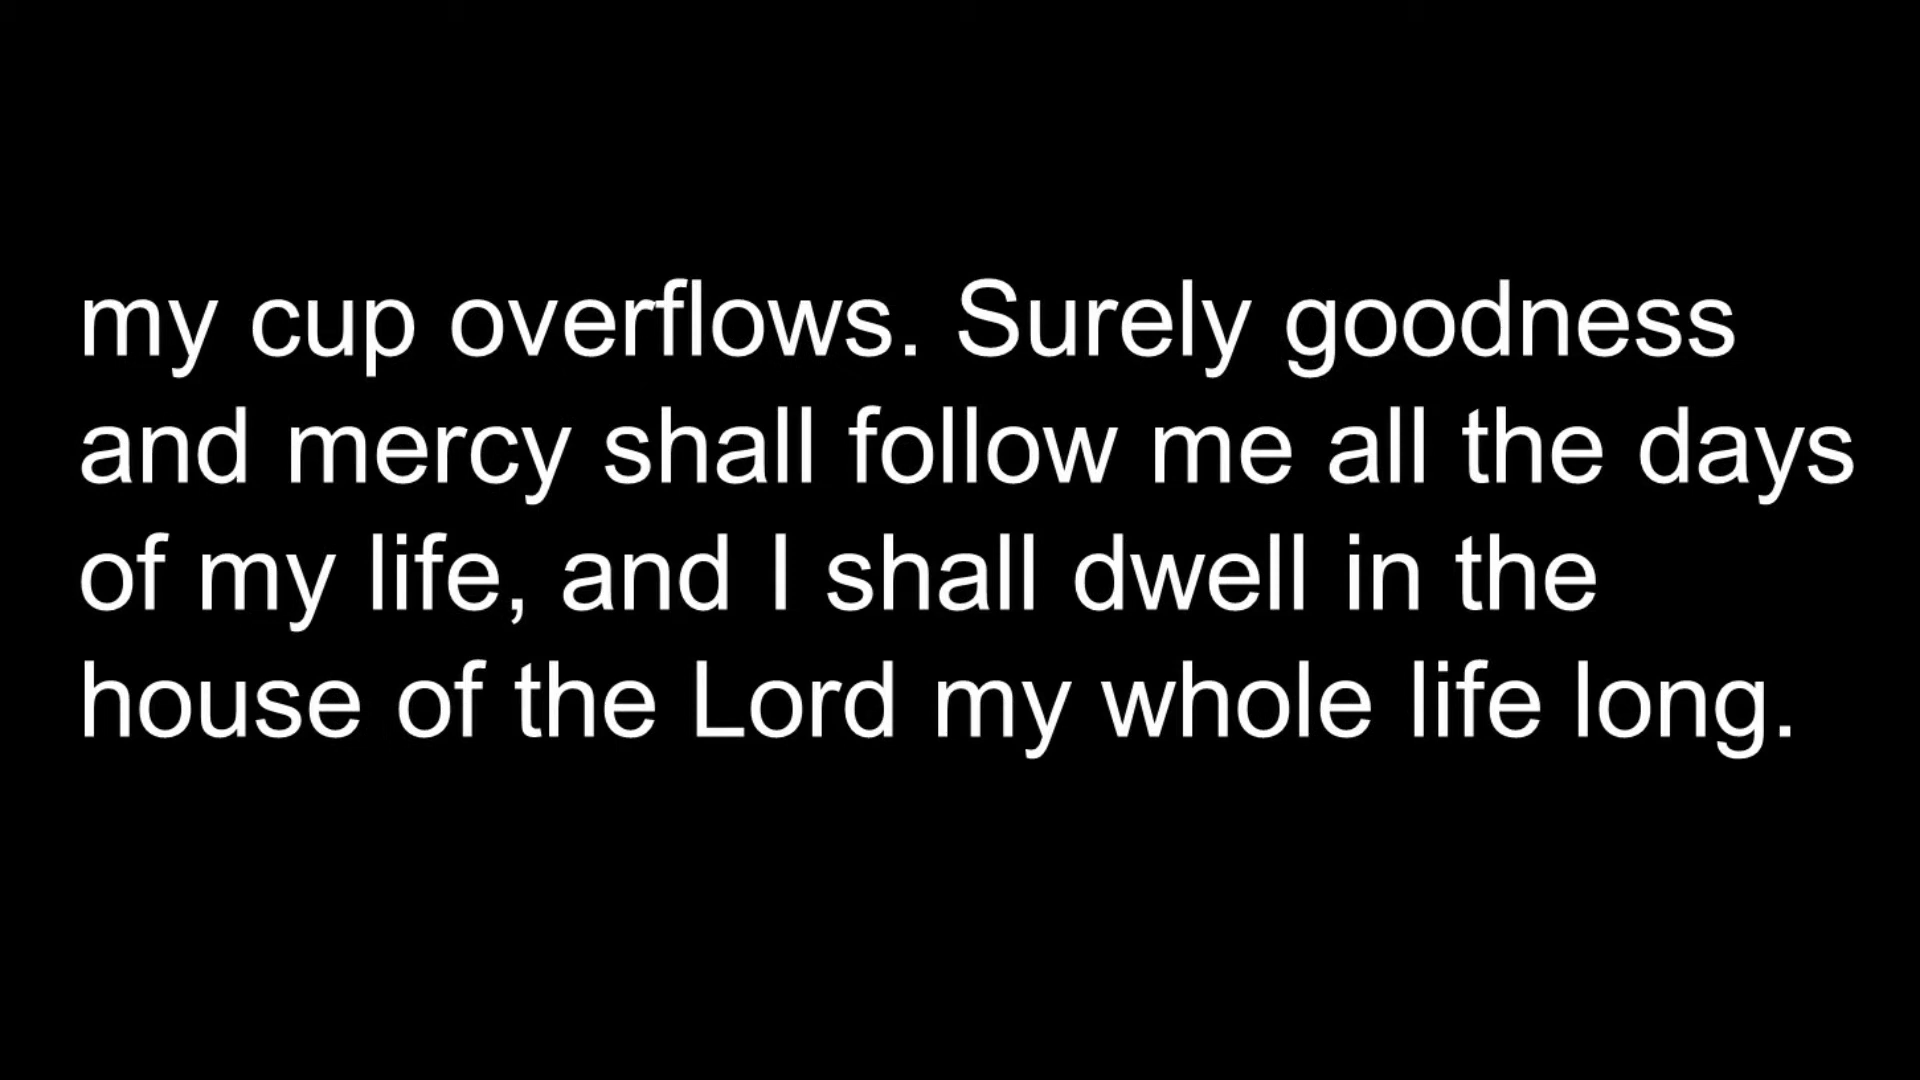 my cup overflows. Surely goodness
and mercy shall follow me all the days
of my life, and I shall dwell in the
house of the Lord my whole life long.